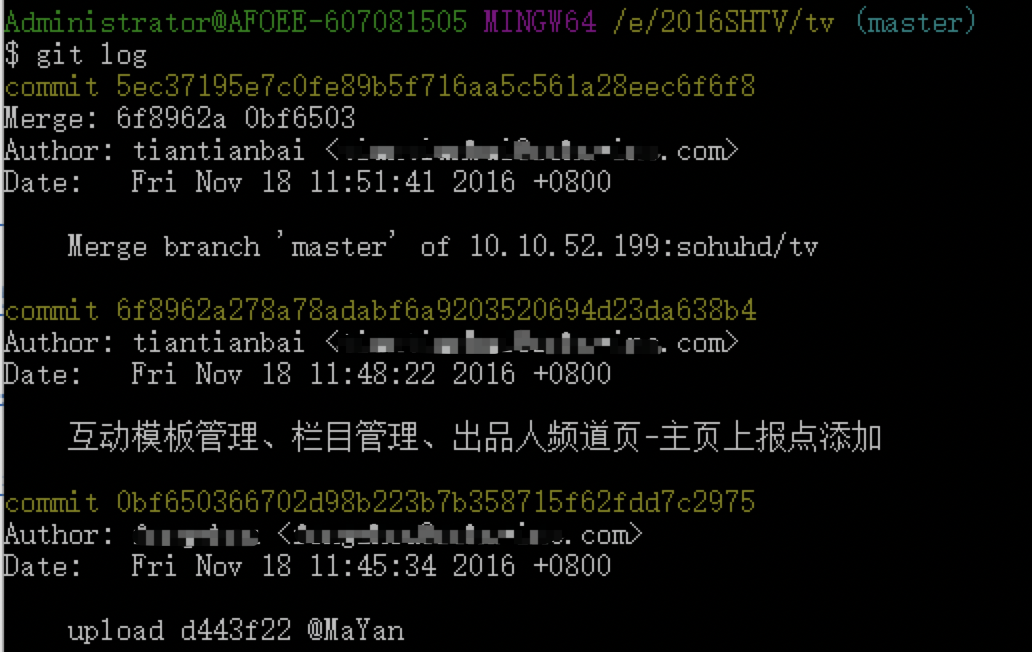 Administrator@AFOEE-607081505 MINGW64 /e/2016SHTV/tv (master)
$ git log
commit 5ec37195e7c0fe89b5f716aa5c561a28eec6f6f8
Merge: 6f8962a 0bf6503
Author: tiantianbai < .com>
Date:   Fri Nov 18 11:51:41 2016 +0800
Merge branch 'master' of 10.10.52.199:sohuhd/tv
commit 6f8962a278a78adabf6a9203520694d23da638b4
Author: tiantianbai < .com>
Date:   Fri Nov 18 11:48:22 2016 +0800
互动模板管理、栏目管理、出品人频道页-主页上报点添加
commit 0bf650366702d98b223b7b358715f62fdd7c2975
Author: < .com>
Date:   Fri Nov 18 11:45:34 2016 +0800
upload d443f22 @MaYan